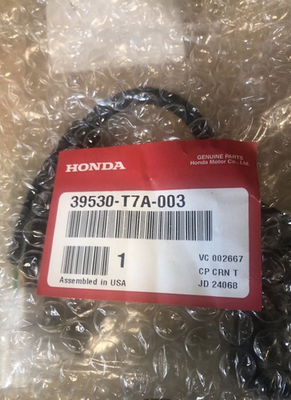 HONDA
GENUINE PARTS
Honda Motor Co., Ltd.
39530-T7A-003
1
VC 002667
CP CRN T
Assembled in USA
JD 24068